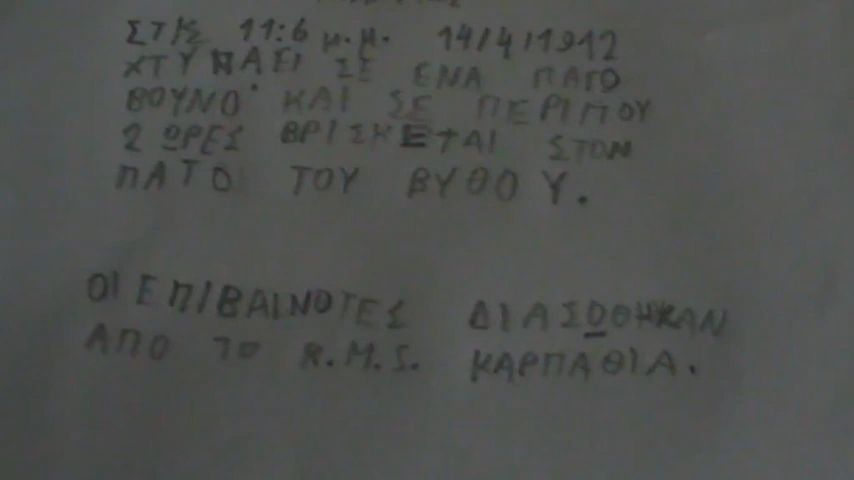 ΣΤΙΣ 11:6 μ.μ. 14/4/1912
ΧΤΥΠΑΕΙ ΣΕ ΕΝΑ ΠΑΓΟ
ΒΟΥΝΟ ΚΑΙ ΣΕ ΠΕΡΙΠΟΥ
2 ΩΡΕΣ ΒΡΙΣΚΕΤΑΙ ΣΤΟΝ
ΠΑΤΟ ΤΟΥ ΒΥΘΟΥ.
ΟΙ ΕΠΙΒΑΙΝΟΤΕΣ ΔΙΑΣΩΘΗΚΑΝ
ΑΠΟ ΤΟ R.M.S. ΚΑΡΠΑΘΙΑ.